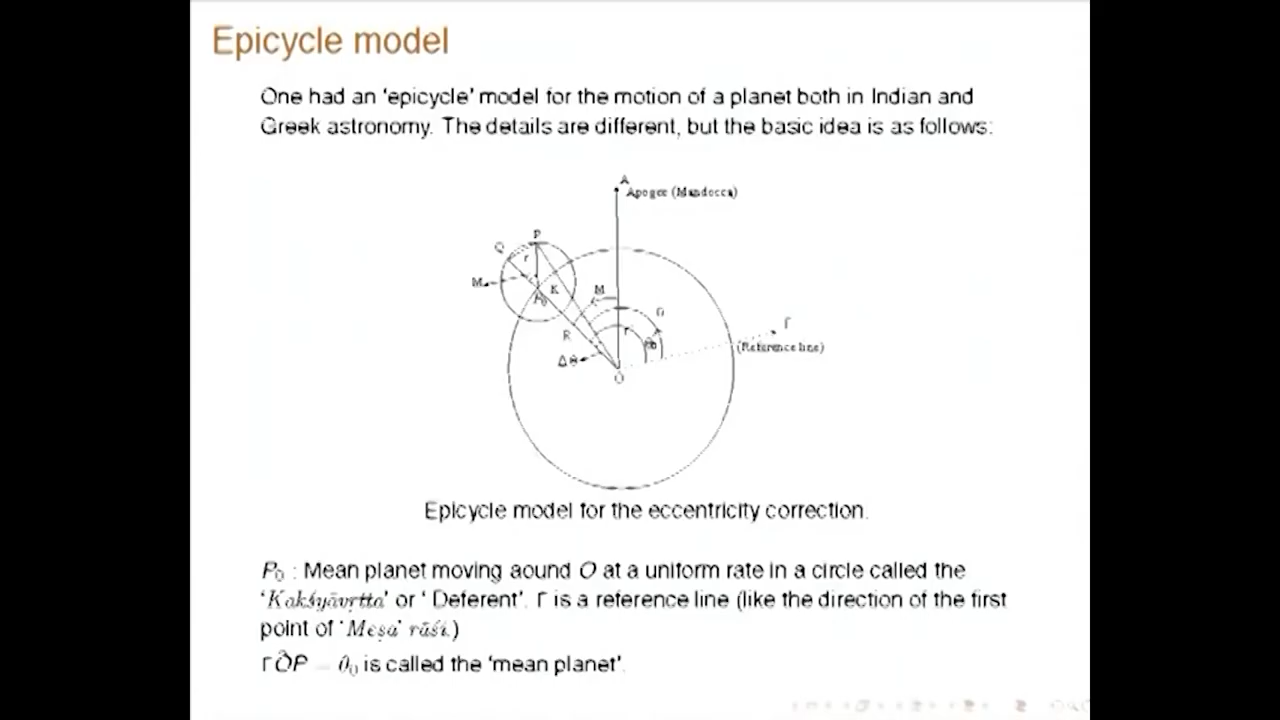 Epicycle model
One had an 'epicycle' model for the motion of a planet both in Indian and
Greek astronomy. The details are different, but the basic idea is as follows:
A
Apogee (Mandocca)
P
Q
r
M
K
P₀
M
θ
Γ
R
θ₀
(Reference line)
Δθ
O
Epicycle model for the eccentricity correction.
P₀ : Mean planet moving aound O at a uniform rate in a circle called the
'Kakṣyāvṛtta' or ' Deferent'. Γ is a reference line (like the direction of the first
point of 'Meṣa' rāśi.)
ΓÔP = θ₀ is called the 'mean planet'.